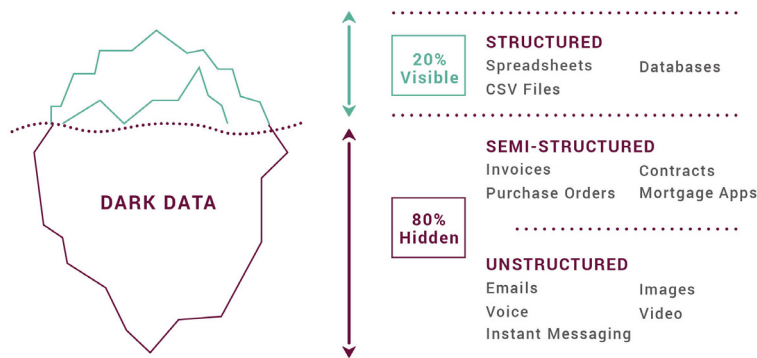 DARK DATA
20%
Visible
STRUCTURED
Spreadsheets
Databases
CSV Files
80%
Hidden
SEMI-STRUCTURED
Invoices
Contracts
Purchase Orders
Mortgage Apps
UNSTRUCTURED
Emails
Images
Voice
Video
Instant Messaging